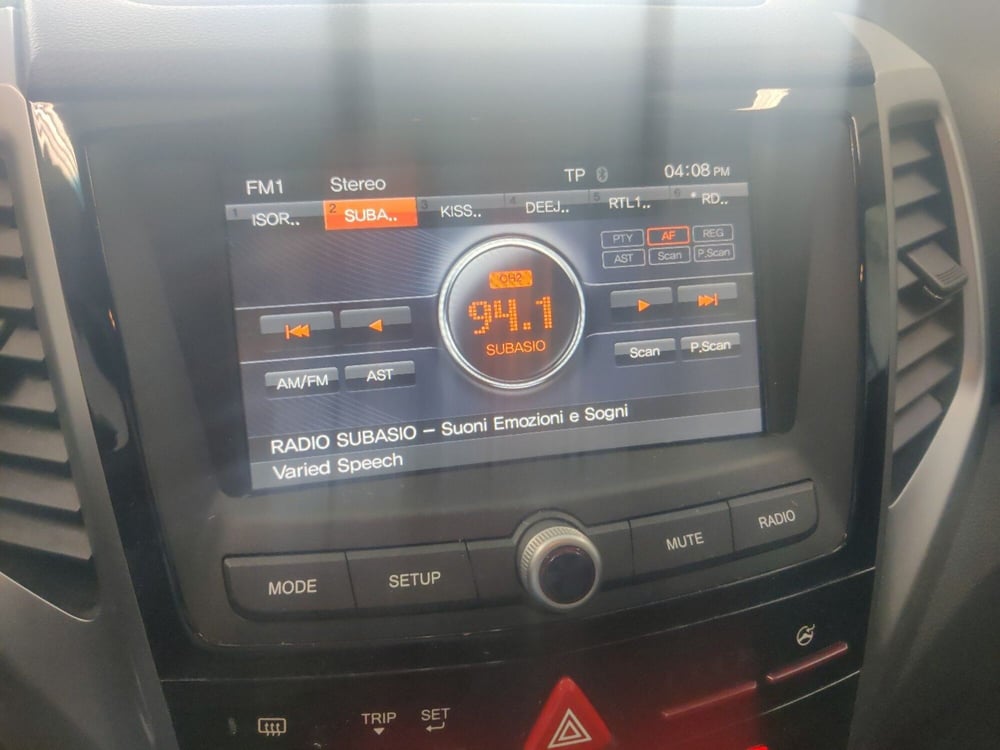 FM1 Stereo TP 04:08 PM
1 ISOR.. 2 SUBA.. 3 KISS.. 4 DEEJ.. 5 RTL1.. 6 * RD..
PTY AF REG
AST Scan P.Scan
CH2
94.1
SUBASIO
AM/FM AST
Scan P.Scan
RADIO SUBASIO – Suoni Emozioni e Sogni
Varied Speech
MODE SETUP MUTE RADIO
TRIP SET